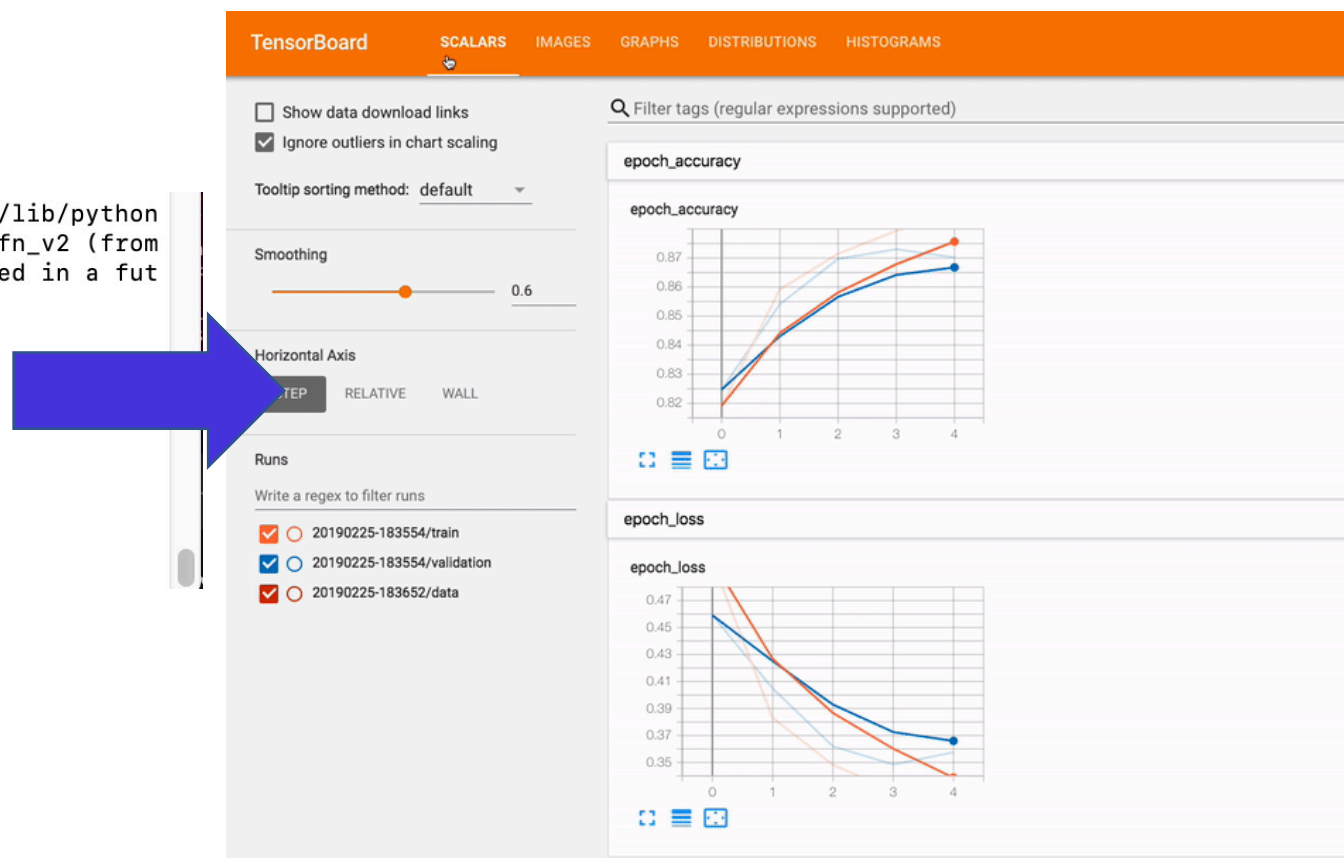 /lib/python
fn_v2 (from
ed in a fut
TensorBoard SCALARS IMAGES GRAPHS DISTRIBUTIONS HISTOGRAMS
Show data download links
Ignore outliers in chart scaling
Tooltip sorting method: default
Smoothing
0.6
Horizontal Axis
TEP RELATIVE WALL
Runs
Write a regex to filter runs
20190225-183554/train
20190225-183554/validation
20190225-183652/data
Filter tags (regular expressions supported)
epoch_accuracy
epoch_accuracy
0.87
0.86
0.85
0.84
0.83
0.82
0 1 2 3 4
epoch_loss
epoch_loss
0.47
0.45
0.43
0.41
0.39
0.37
0.35
0 1 2 3 4